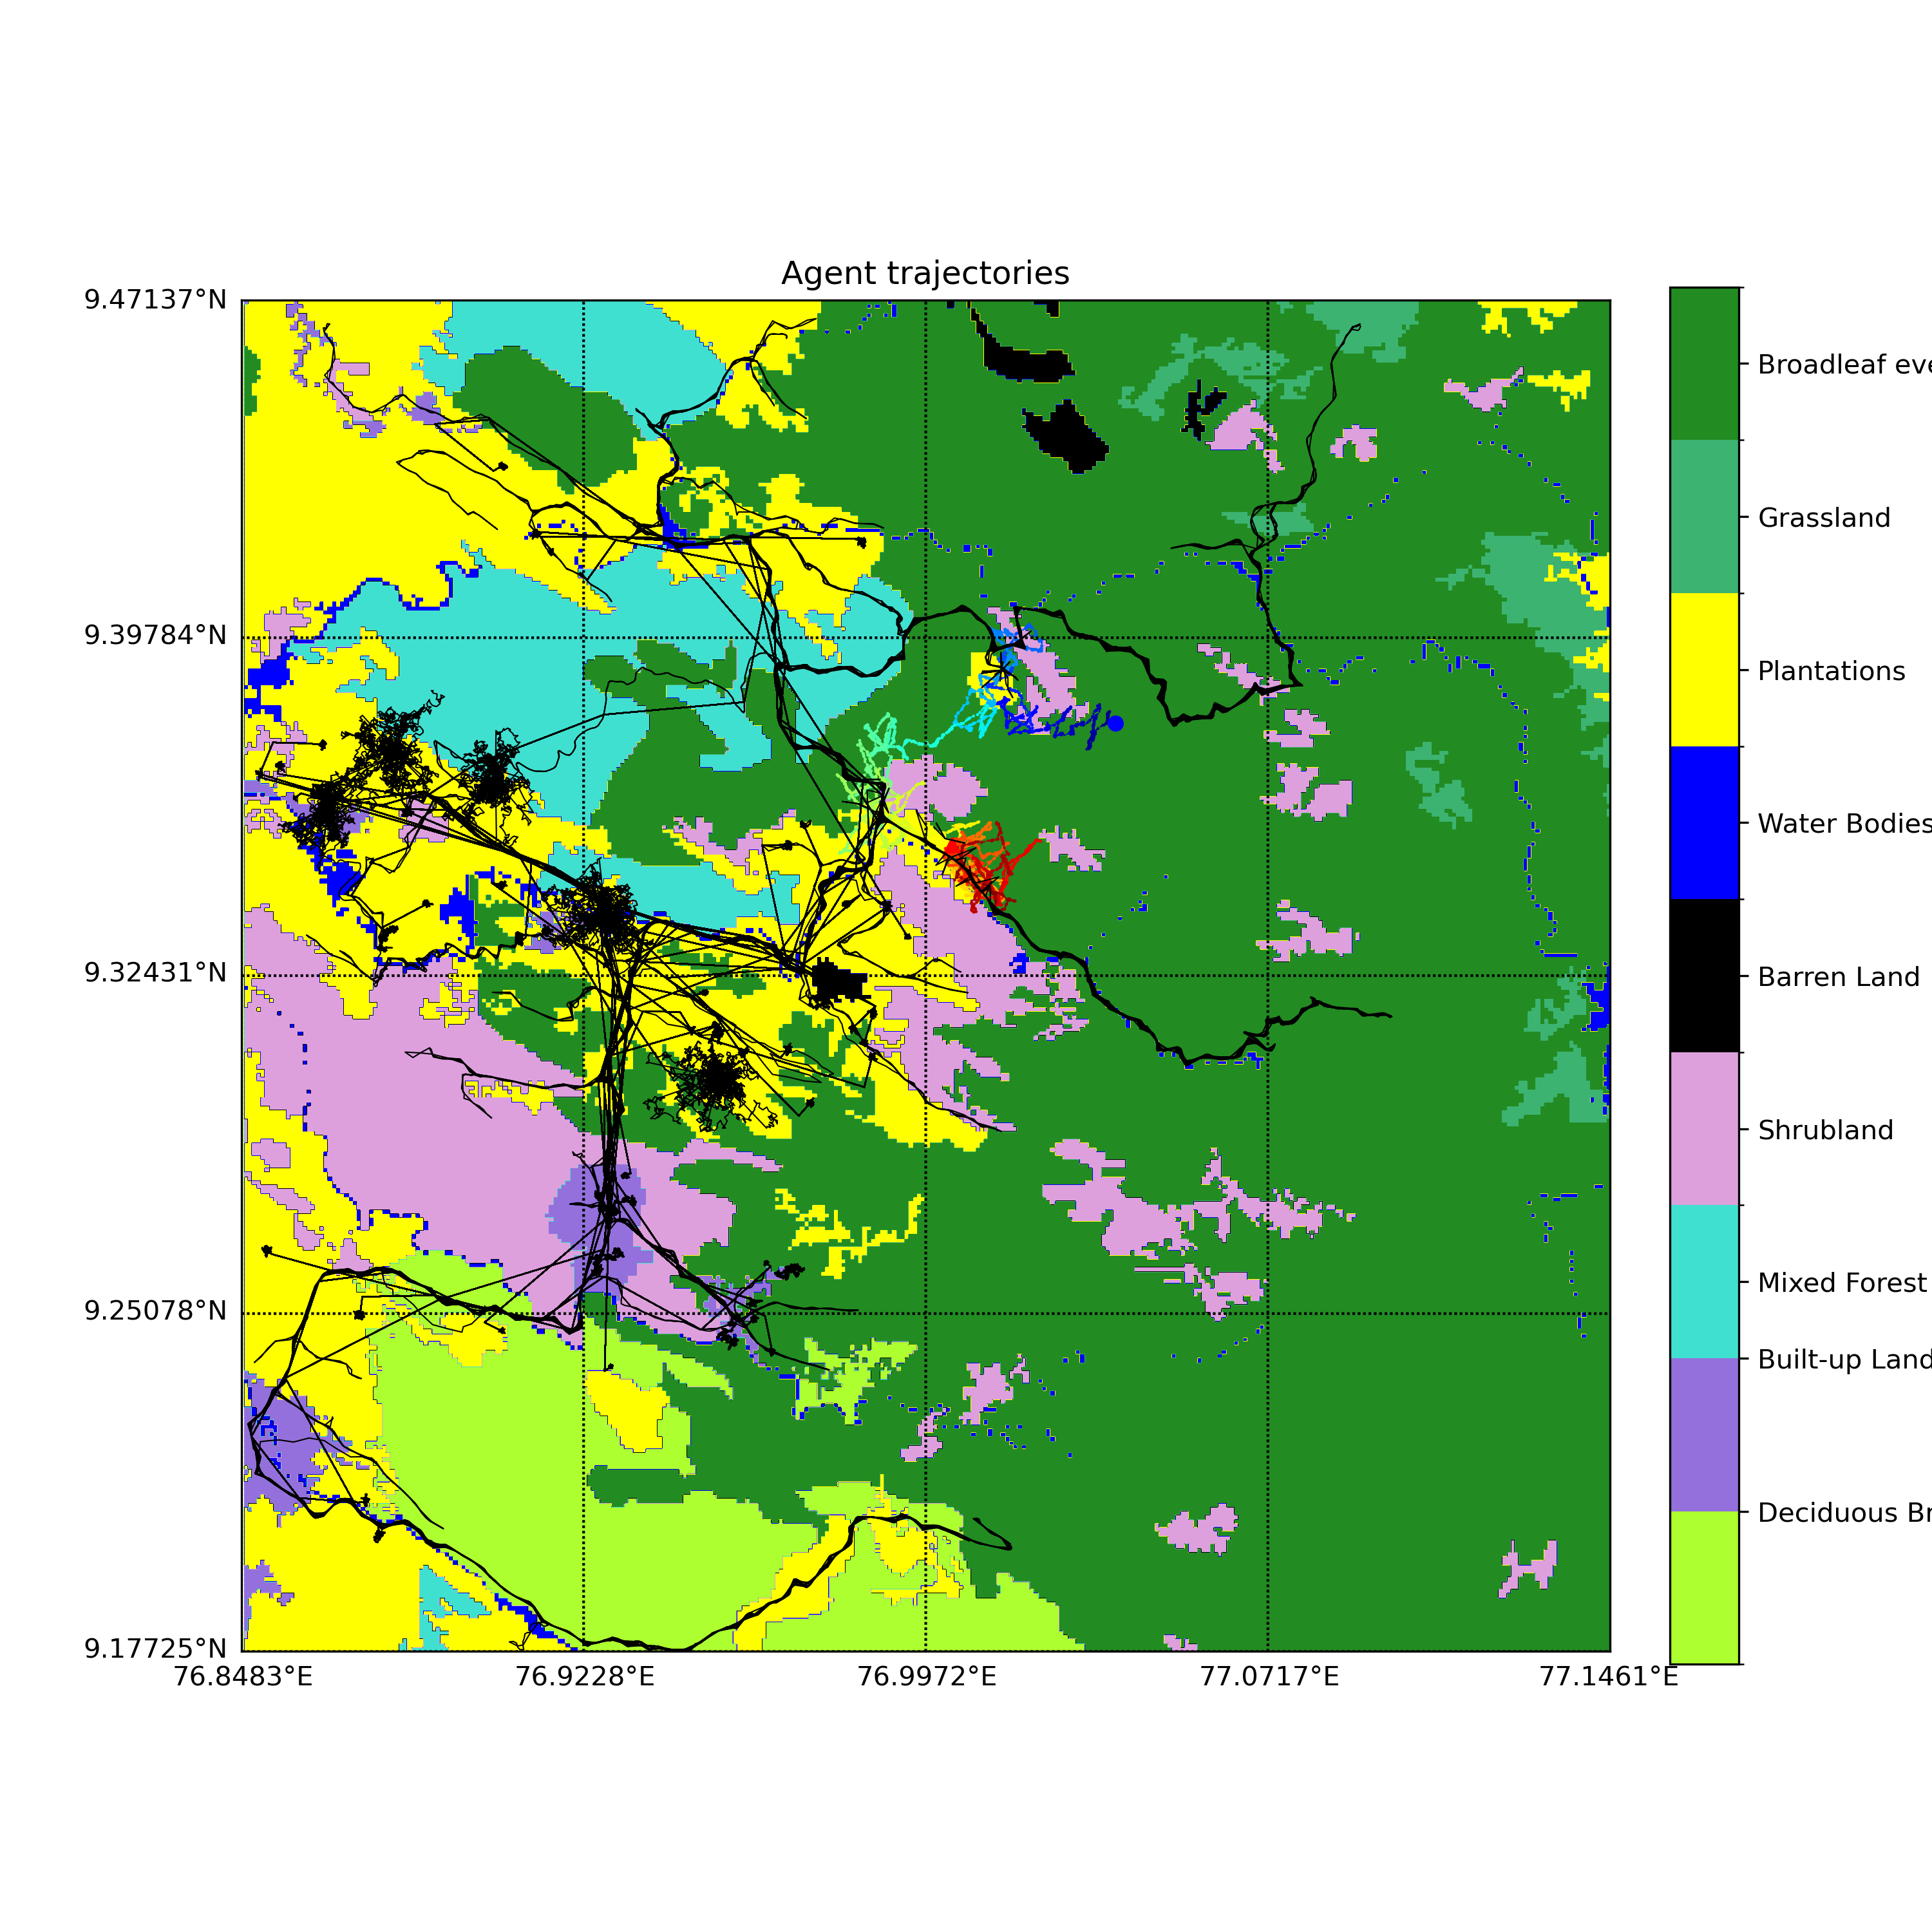 Agent trajectories
9.47137°N
9.39784°N
9.32431°N
9.25078°N
9.17725°N
76.8483°E
76.9228°E
76.9972°E
77.0717°E
77.1461°E
Broadleaf eve
Grassland
Plantations
Water Bodies
Barren Land
Shrubland
Mixed Forest
Built-up Land
Deciduous Br